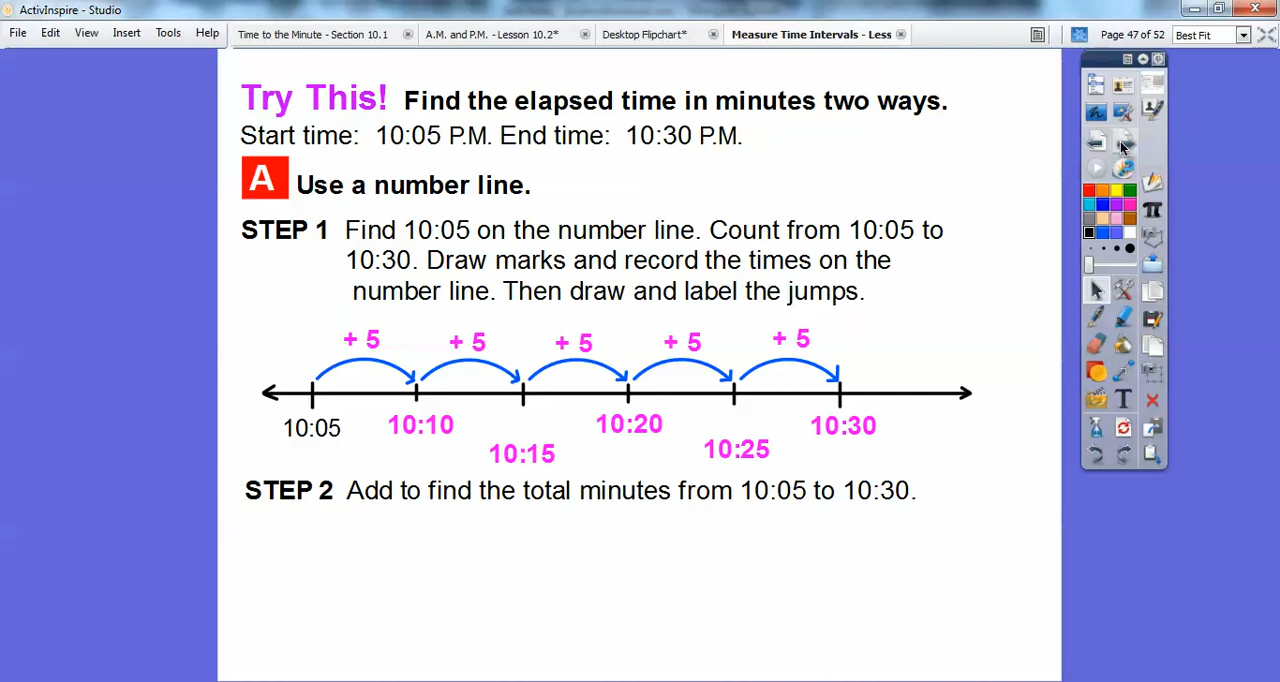 ActivInspire - Studio
File Edit View Insert Tools Help
Time to the Minute - Section 10.1
A.M. and P.M. - Lesson 10.2*
Desktop Flipchart*
Measure Time Intervals - Less
Page 47 of 52
Best Fit
Try This! Find the elapsed time in minutes two ways.
Start time: 10:05 P.M. End time: 10:30 P.M.
A Use a number line.
STEP 1 Find 10:05 on the number line. Count from 10:05 to
10:30. Draw marks and record the times on the
number line. Then draw and label the jumps.
+ 5 + 5 + 5 + 5 + 5
10:05 10:10 10:15 10:20 10:25 10:30
STEP 2 Add to find the total minutes from 10:05 to 10:30.